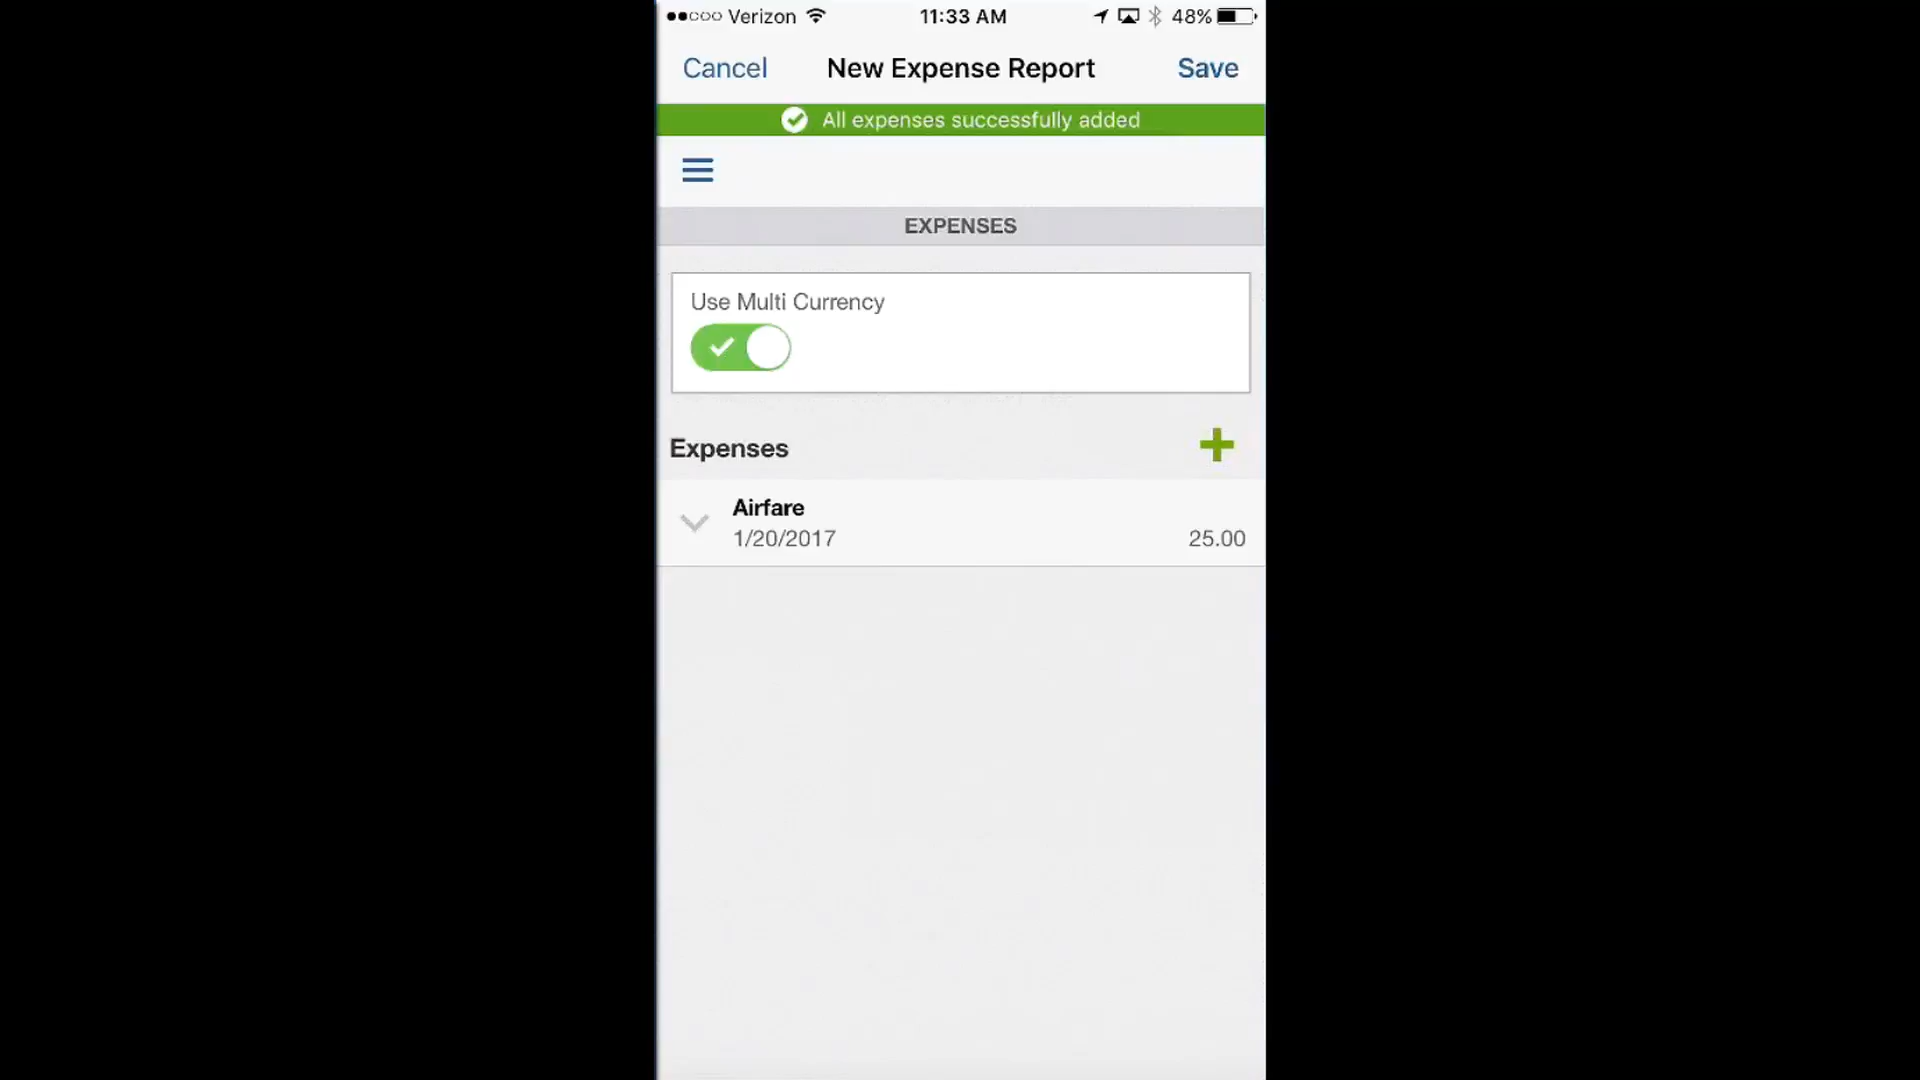 Verizon 11:33 AM 48%
Cancel New Expense Report Save
All expenses successfully added
EXPENSES
Use Multi Currency
Expenses
Airfare
1/20/2017 25.00